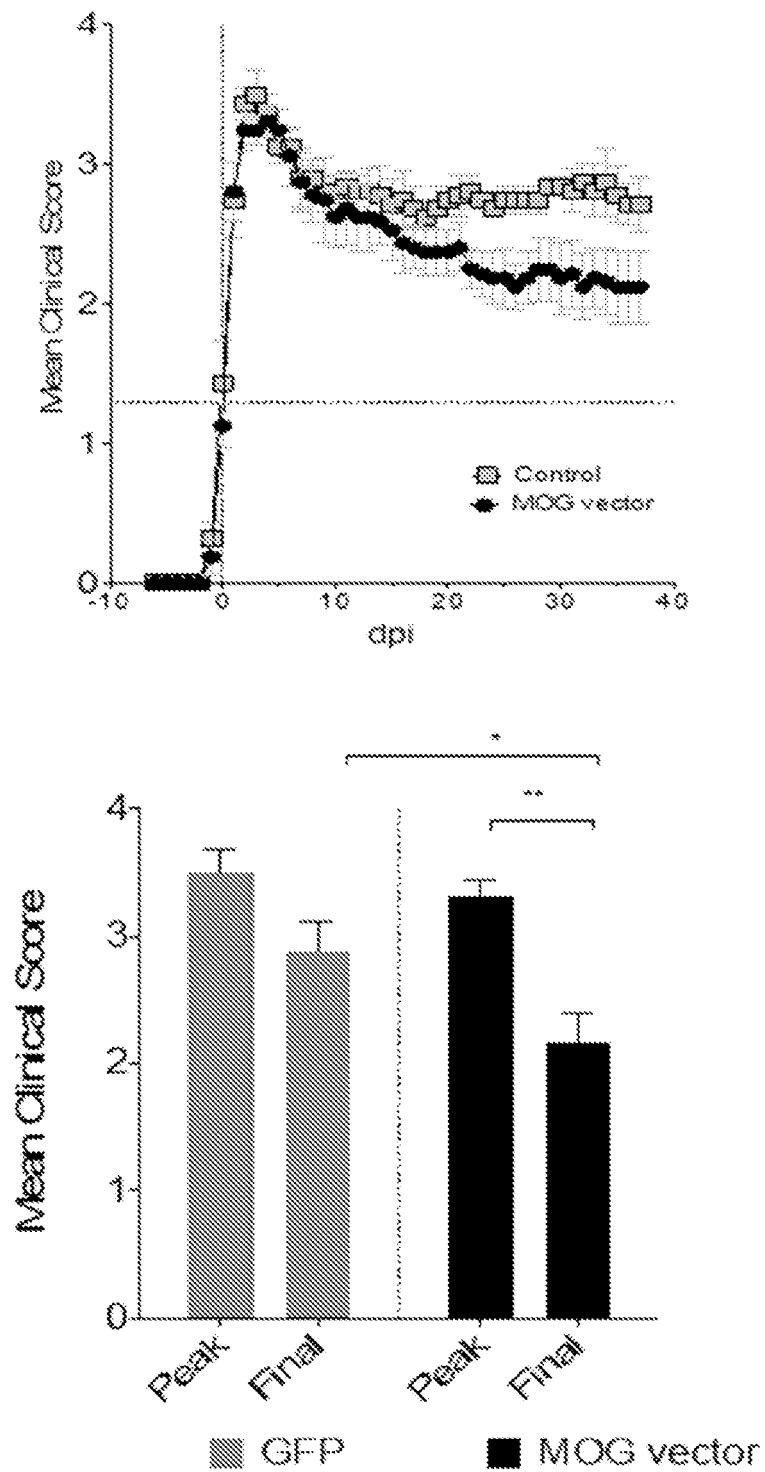 4
3
2
1
0
Mean Clinical Score
Control
MOG vector
-10 0 10 20 30 40
dpi
*
**
4
3
2
1
0
Mean Clinical Score
Peak Final Peak Final
GFP MOG vector